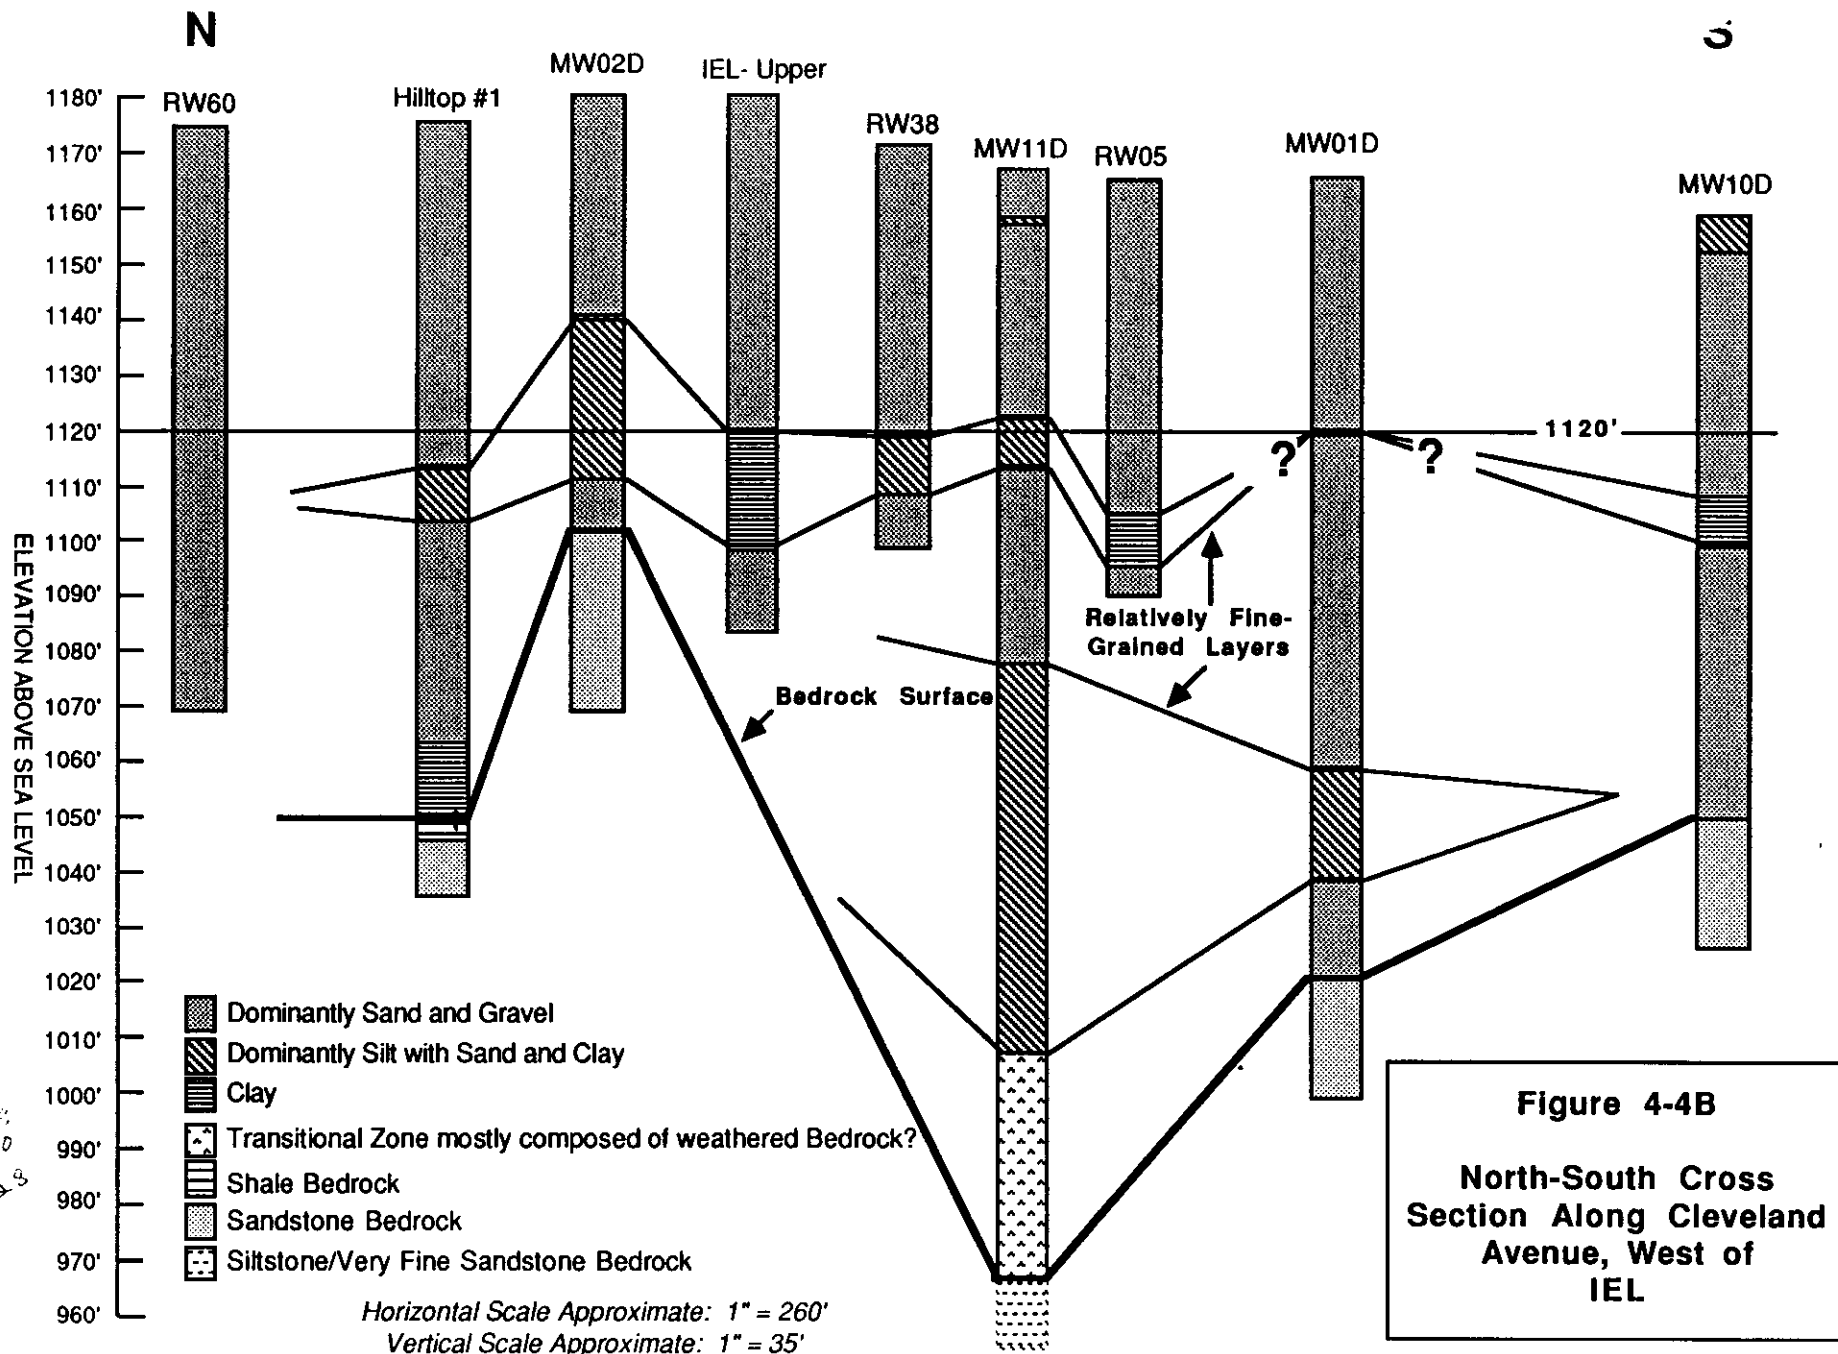 N
S
MW02D
IEL- Upper
Hilltop #1
RW60
RW38
MW11D
RW05
MW01D
MW10D
1180'
1170'
1160'
1150'
1140'
1130'
1120'
1110'
1100'
1090'
1080'
1070'
1060'
1050'
1040'
1030'
1020'
1010'
1000'
990'
980'
970'
960'
ELEVATION ABOVE SEA LEVEL
1120'
?
?
Relatively Fine-
Grained Layers
Bedrock Surface
Dominantly Sand and Gravel
Dominantly Silt with Sand and Clay
Clay
Transitional Zone mostly composed of weathered Bedrock?
Shale Bedrock
Sandstone Bedrock
Siltstone/Very Fine Sandstone Bedrock
Horizontal Scale Approximate: 1" = 260'
Vertical Scale Approximate: 1" = 35'
Figure 4-4B
North-South Cross
Section Along Cleveland
Avenue, West of
IEL